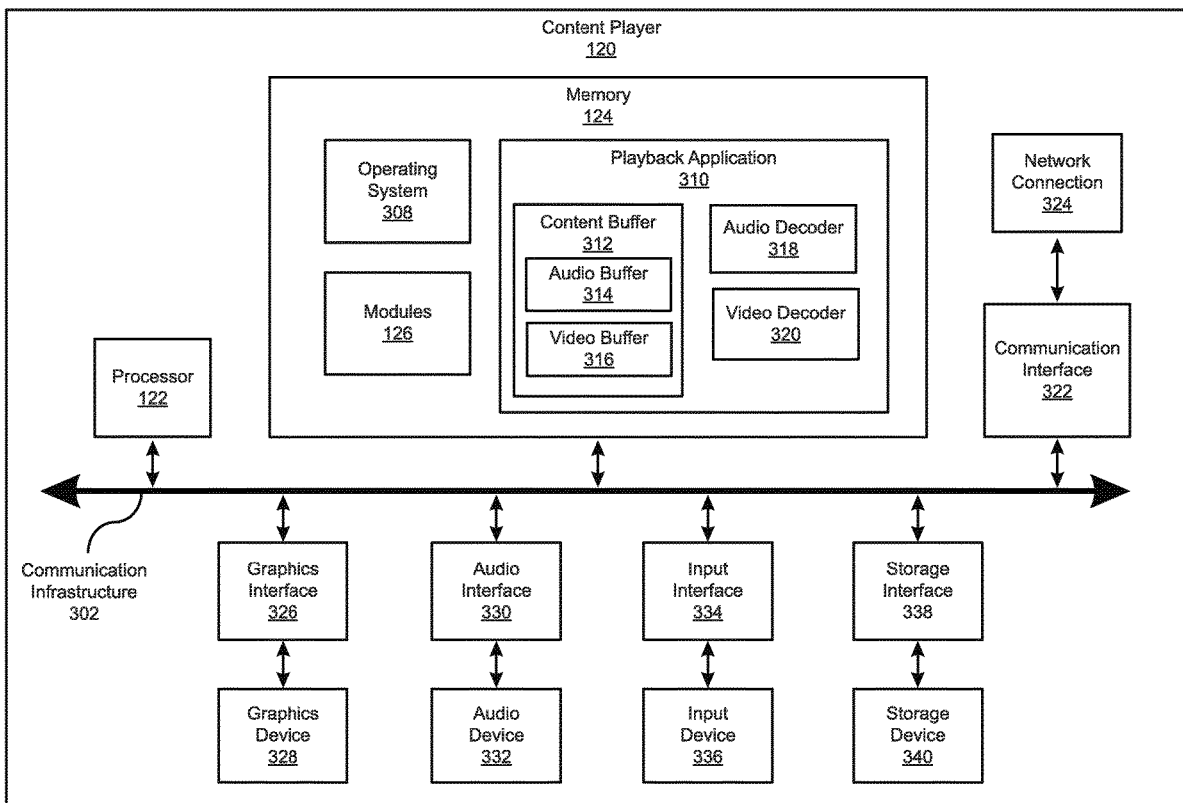 Content Player
120
Memory
124
Operating
System
308
Modules
126
Playback Application
310
Content Buffer
312
Audio Buffer
314
Video Buffer
316
Audio Decoder
318
Video Decoder
320
Network
Connection
324
Communication
Interface
322
Processor
122
Communication
Infrastructure
302
Graphics
Interface
326
Audio
Interface
330
Input
Interface
334
Storage
Interface
338
Graphics
Device
328
Audio
Device
332
Input
Device
336
Storage
Device
340